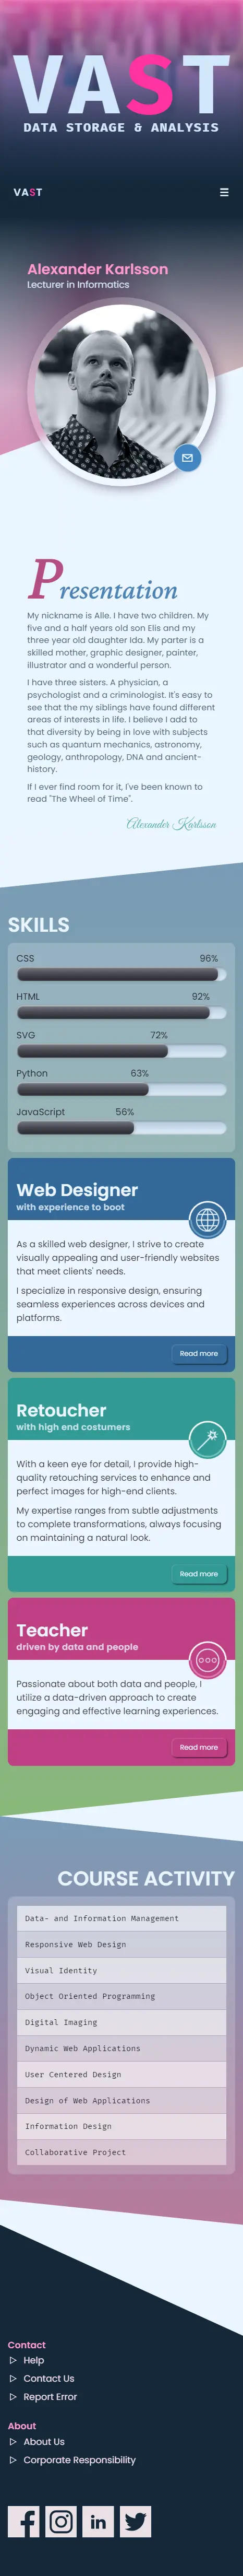 VAST
DATA STORAGE & ANALYSIS
VAST
Alexander Karlsson
Lecturer in Informatics
Presentation
My nickname is Alle. I have two children. My
five and a half years old son Elis and my
three year old daughter Ida. My parter is a
skilled mother, graphic designer, painter,
illustrator and a wonderful person.
I have three sisters. A physician, a
psychologist and a criminologist. It's easy to
see that the my siblings have found different
areas of interests in life. I believe I add to
that diversity by being in love with subjects
such as quantum mechanics, astronomy,
geology, anthropology, DNA and ancient-
history.
If I ever find room for it, I've been known to
read "The Wheel of Time".
Alexander Karlsson
SKILLS
CSS 96%
HTML 92%
SVG 72%
Python 63%
JavaScript 56%
Web Designer
with experience to boot
As a skilled web designer, I strive to create
visually appealing and user-friendly websites
that meet clients' needs.
I specialize in responsive design, ensuring
seamless experiences across devices and
platforms.
Read more
Retoucher
with high end costumers
With a keen eye for detail, I provide high-
quality retouching services to enhance and
perfect images for high-end clients.
My expertise ranges from subtle adjustments
to complete transformations, always focusing
on maintaining a natural look.
Read more
Teacher
driven by data and people
Passionate about both data and people, I
utilize a data-driven approach to create
engaging and effective learning experiences.
Read more
COURSE ACTIVITY
Data- and Information Management
Responsive Web Design
Visual Identity
Object Oriented Programming
Digital Imaging
Dynamic Web Applications
User Centered Design
Design of Web Applications
Information Design
Collaborative Project
Contact
Help
Contact Us
Report Error
About
About Us
Corporate Responsibility